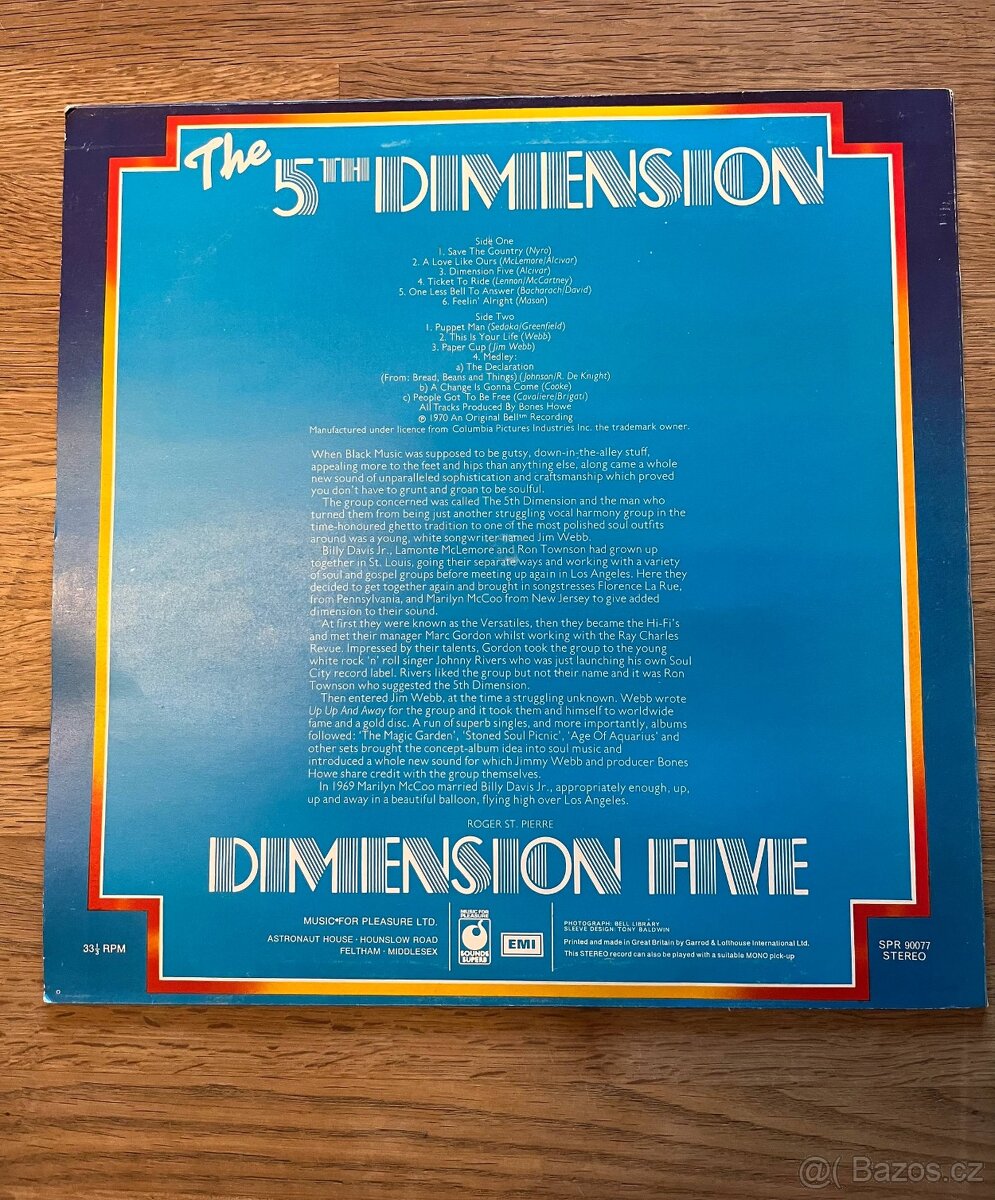 The 5TH DIMENSION
Side One
1. Save The Country (Nyro)
2. A Love Like Ours (McLemore/Alcivar)
3. Dimension Five (Alcivar)
4. Ticket To Ride (Lennon/McCartney)
5. One Less Bell To Answer (Bacharach/David)
6. Feelin' Alright (Mason)
Side Two
1. Puppet Man (Sedaka/Greenfield)
2. This Is Your Life (Webb)
3. Paper Cup (Jim Webb)
4. Medley:
a) The Declaration
(From: Bread, Beans and Things) (Johnson/R. De Knight)
b) A Change Is Gonna Come (Cooke)
c) People Got To Be Free (Cavaliere/Brigati)
All Tracks Produced By Bones Howe
℗ 1970 An Original Bell™ Recording
Manufactured under licence from Columbia Pictures Industries Inc. the trademark owner.
When Black Music was supposed to be gutsy, down-in-the-alley stuff,
appealing more to the feet and hips than anything else, along came a whole
new sound of unparalleled sophistication and craftsmanship which proved
you don't have to grunt and groan to be soulful.
The group concerned was called The 5th Dimension and the man who
turned them from being just another struggling vocal harmony group in the
time-honoured ghetto tradition to one of the most polished soul outfits
around was a young, white songwriter named Jim Webb.
Billy Davis Jr., Lamonte McLemore and Ron Townson had grown up
together in St. Louis, going their separate ways and working with a variety
of soul and gospel groups before meeting up again in Los Angeles. Here they
decided to get together again and brought in songstresses Florence La Rue,
from Pennsylvania, and Marilyn McCoo from New Jersey to give added
dimension to their sound.
At first they were known as the Versatiles, then they became the Hi-Fi's
and met their manager Marc Gordon whilst working with the Ray Charles
Revue. Impressed by their talents, Gordon took the group to the young
white rock 'n' roll singer Johnny Rivers who was just launching his own Soul
City record label. Rivers liked the group but not their name and it was Ron
Townson who suggested the 5th Dimension.
Then entered Jim Webb, at the time a struggling unknown. Webb wrote
Up Up And Away for the group and it took them and himself to worldwide
fame and a gold disc. A run of superb singles, and more importantly, albums
followed: 'The Magic Garden', 'Stoned Soul Picnic', 'Age Of Aquarius' and
other sets brought the concept-album idea into soul music and
introduced a whole new sound for which Jimmy Webb and producer Bones
Howe share credit with the group themselves.
In 1969 Marilyn McCoo married Billy Davis Jr., appropriately enough, up,
up and away in a beautiful balloon, flying high over Los Angeles.
ROGER ST. PIERRE
DIMENSION FIVE
33⅓ RPM
MUSIC FOR PLEASURE LTD.
ASTRONAUT HOUSE · HOUNSLOW ROAD
FELTHAM · MIDDLESEX
MUSIC FOR
PLEASURE
SOUNDS
SUPERB
EMI
PHOTOGRAPH: BELL LIBRARY
SLEEVE DESIGN: TONY BALDWIN
Printed and made in Great Britain by Garrod & Lofthouse International Ltd.
This STEREO record can also be played with a suitable MONO pick-up
SPR 90077
STEREO
Bazos.cz